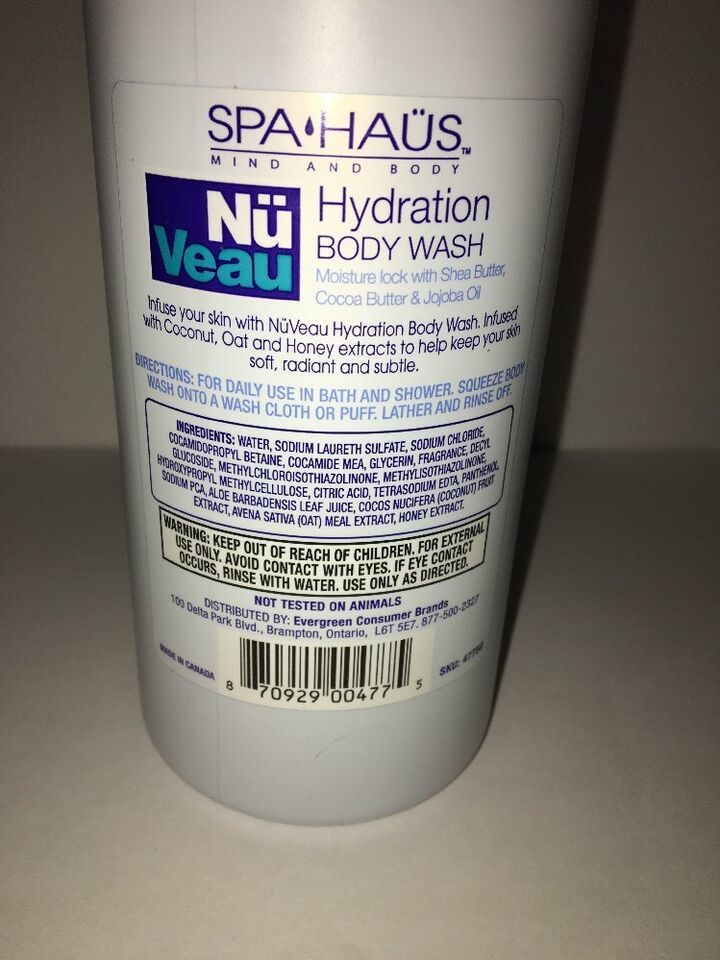 SPA HAÜS™
MIND AND BODY
Nü
Veau
Hydration
BODY WASH
Moisture lock with Shea Butter,
Cocoa Butter & Jojoba Oil
Infuse your skin with NüVeau Hydration Body Wash. Infused
with Coconut, Oat and Honey extracts to help keep your skin
soft, radiant and subtle.
DIRECTIONS: FOR DAILY USE IN BATH AND SHOWER. SQUEEZE BODY
WASH ONTO A WASH CLOTH OR PUFF. LATHER AND RINSE OFF.
INGREDIENTS: WATER, SODIUM LAURETH SULFATE, SODIUM CHLORIDE,
COCAMIDOPROPYL BETAINE, COCAMIDE MEA, GLYCERIN, FRAGRANCE, DECYL
GLUCOSIDE, METHYLCHLOROISOTHIAZOLINONE, METHYLISOTHIAZOLINONE,
HYDROXYPROPYL METHYLCELLULOSE, CITRIC ACID, TETRASODIUM EDTA, PANTHENOL,
SODIUM PCA, ALOE BARBADENSIS LEAF JUICE, COCOS NUCIFERA (COCONUT) FRUIT
EXTRACT, AVENA SATIVA (OAT) MEAL EXTRACT, HONEY EXTRACT.
WARNING: KEEP OUT OF REACH OF CHILDREN. FOR EXTERNAL
USE ONLY. AVOID CONTACT WITH EYES. IF EYE CONTACT
OCCURS, RINSE WITH WATER. USE ONLY AS DIRECTED.
NOT TESTED ON ANIMALS
DISTRIBUTED BY: Evergreen Consumer Brands
100 Delta Park Blvd., Brampton, Ontario, L6T 5E7. 877-500-2327
MADE IN CANADA
8 70929 00477 5
SKU: